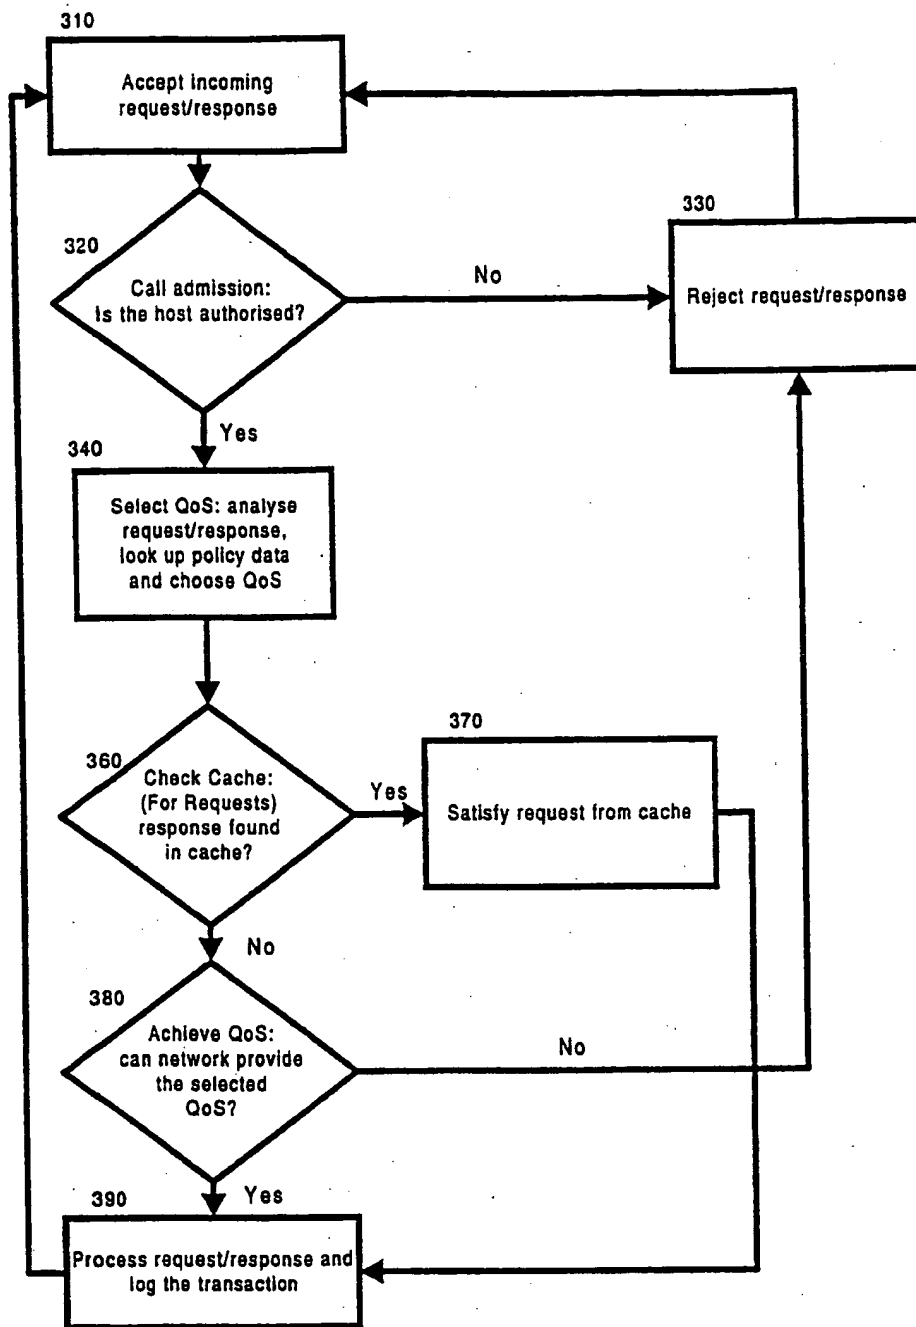 310
Accept incoming
request/response
320
Call admission:
Is the host authorised?
No
330
Reject request/response
Yes
340
Select QoS: analyse
request/response,
look up policy data
and choose QoS
360
Check Cache:
(For Requests)
response found
in cache?
Yes
370
Satisfy request from cache
No
380
Achieve QoS:
can network provide
the selected
QoS?
No
Yes
390
Process request/response and
log the transaction